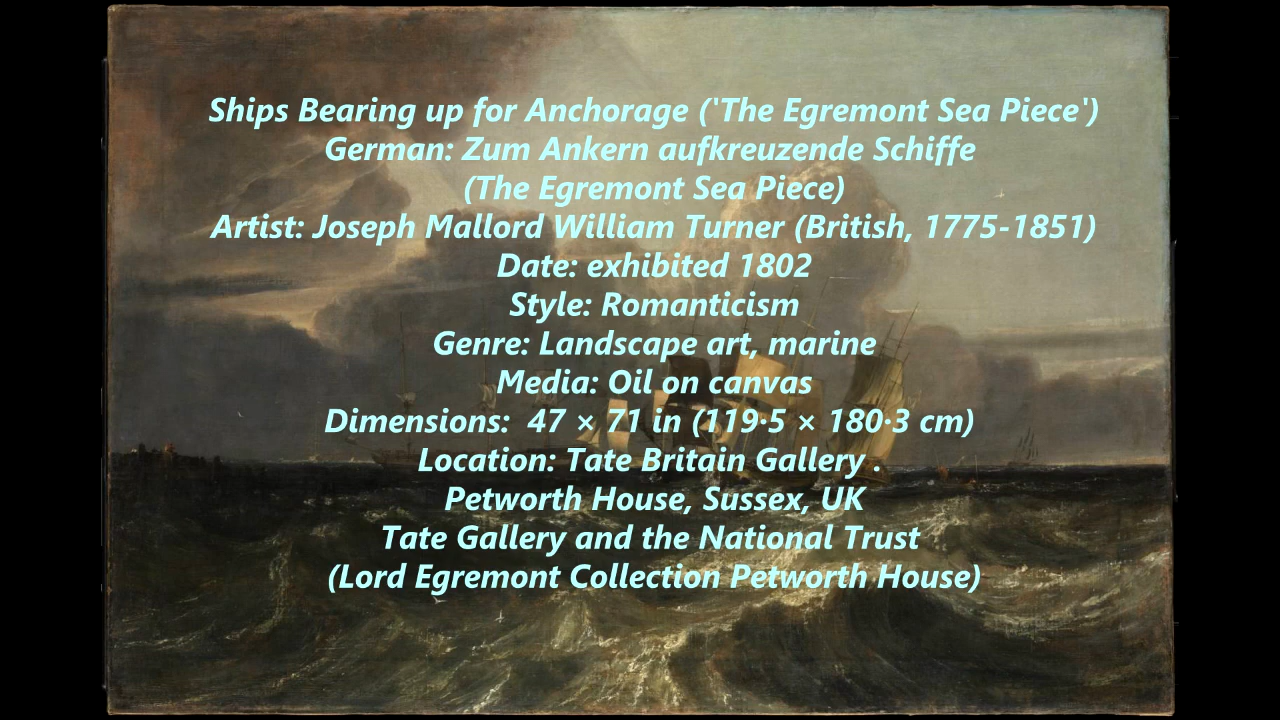 Ships Bearing up for Anchorage ('The Egremont Sea Piece')
German: Zum Ankern aufkreuzende Schiffe
(The Egremont Sea Piece)
Artist: Joseph Mallord William Turner (British, 1775-1851)
Date: exhibited 1802
Style: Romanticism
Genre: Landscape art, marine
Media: Oil on canvas
Dimensions:  47 × 71 in (119·5 × 180·3 cm)
Location: Tate Britain Gallery .
Petworth House, Sussex, UK
Tate Gallery and the National Trust
(Lord Egremont Collection Petworth House)